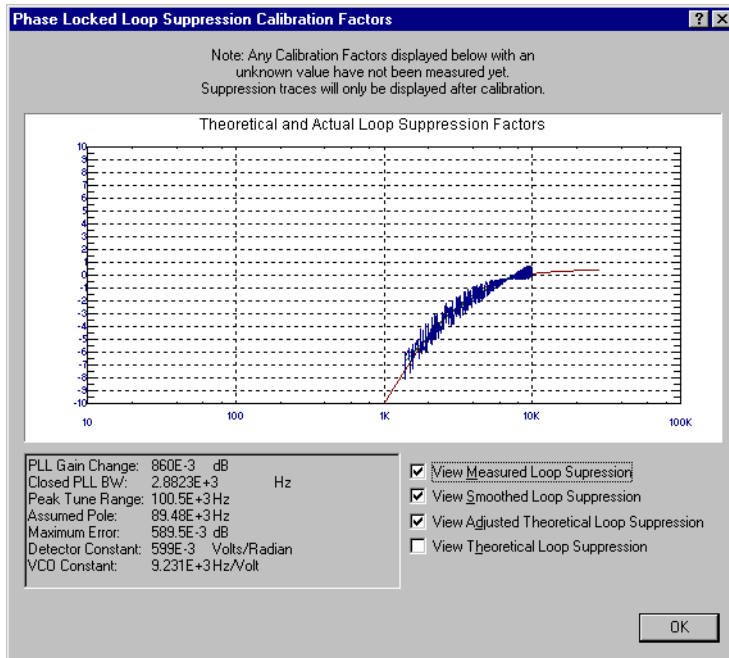 Phase Locked Loop Suppression Calibration Factors
Note: Any Calibration Factors displayed below with an
unknown value have not been measured yet.
Suppression traces will only be displayed after calibration.
Theoretical and Actual Loop Suppression Factors
10
9
8
7
6
5
4
3
2
1
0
-1
-2
-3
-4
-5
-6
-7
-8
-9
-10
10
100
1K
10K
100K
PLL Gain Change: 860E-3 dB
Closed PLL BW: 2.8823E+3 Hz
Peak Tune Range: 100.5E+3 Hz
Assumed Pole: 89.48E+3 Hz
Maximum Error: 589.5E-3 dB
Detector Constant: 599E-3 Volts/Radian
VCO Constant: 9.231E+3 Hz/Volt
View Measured Loop Supression
View Smoothed Loop Suppression
View Adjusted Theoretical Loop Suppression
View Theoretical Loop Suppression
OK